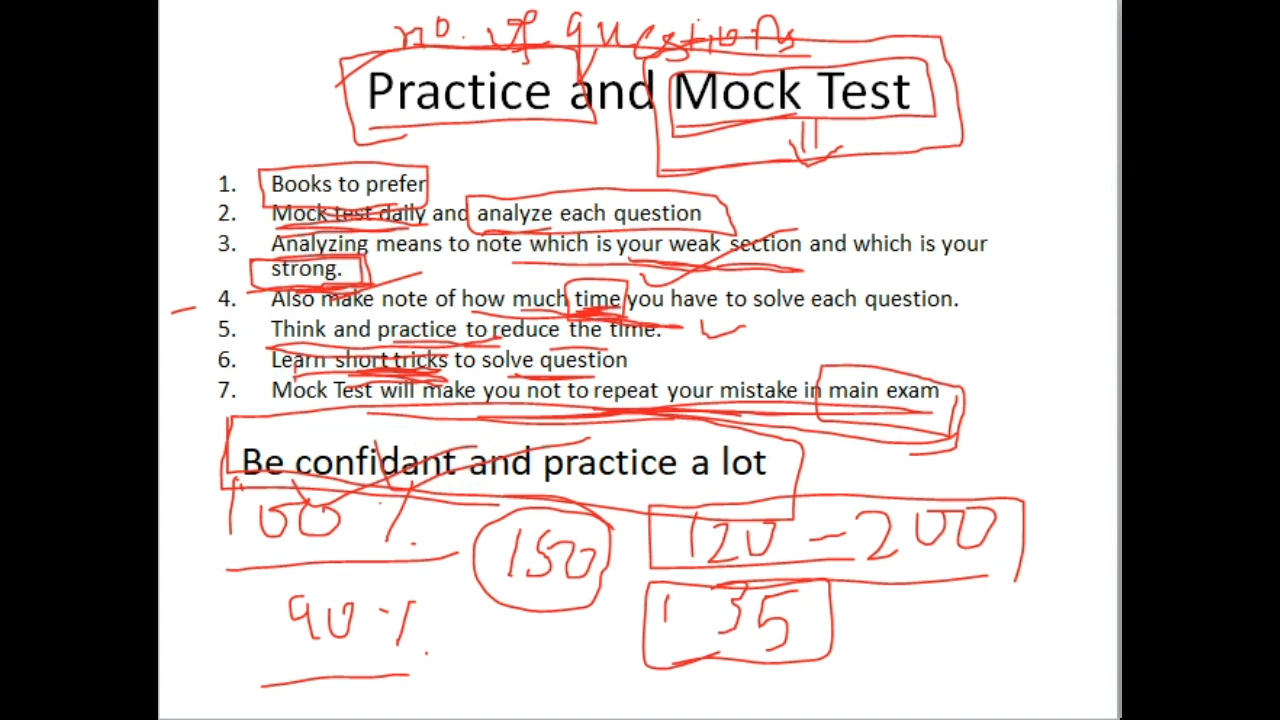 no. of questions
Practice and Mock Test
1. Books to prefer
2. Mock test daily and analyze each question
3. Analyzing means to note which is your weak section and which is your
strong.
4. Also make note of how much time you have to solve each question.
5. Think and practice to reduce the time.
6. Learn short tricks to solve question
7. Mock Test will make you not to repeat your mistake in main exam
Be confidant and practice a lot
100 % 150 120 - 200
90 % 135